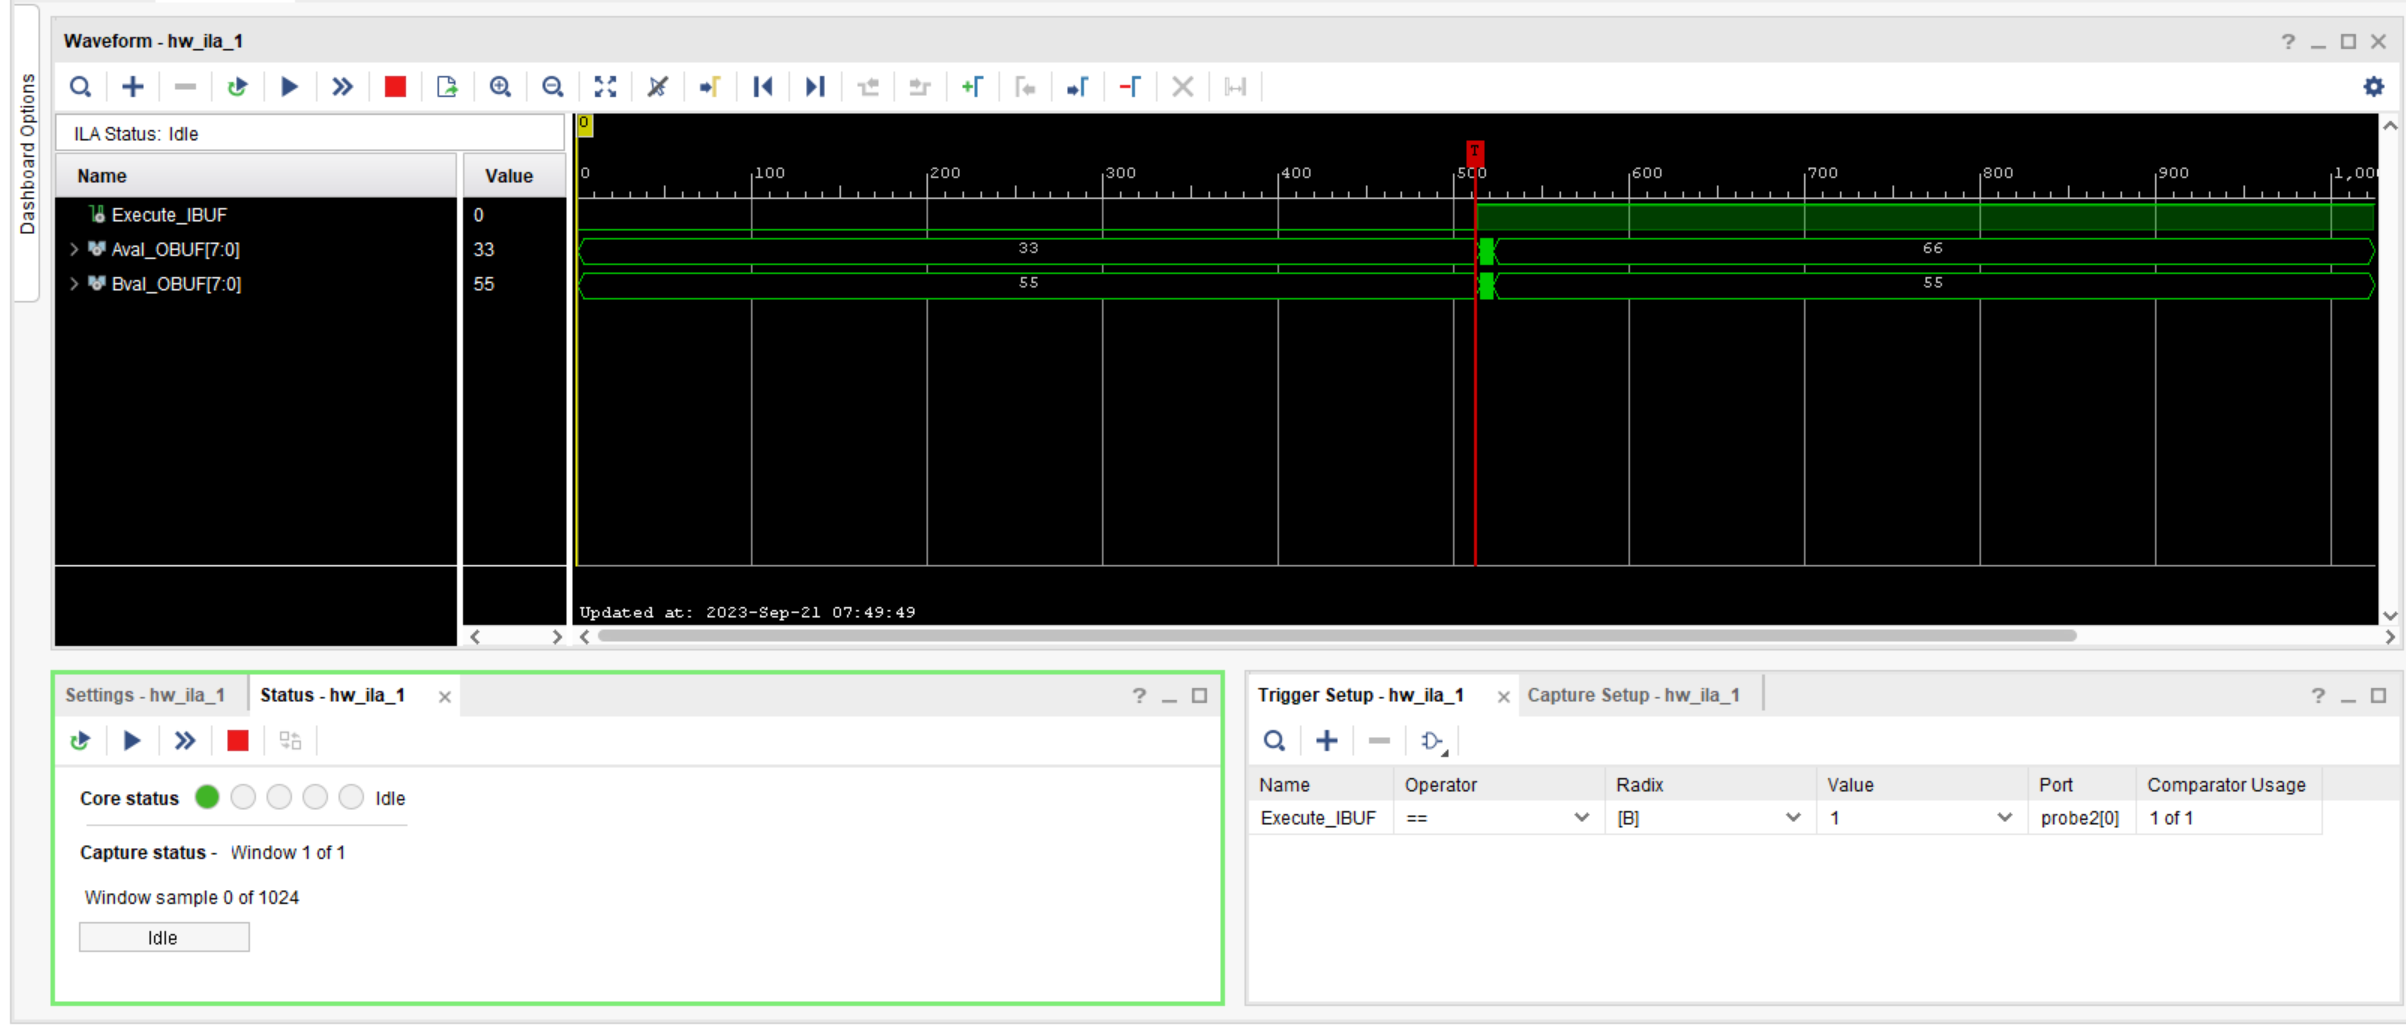 Dashboard Options
Waveform - hw_ila_1
ILA Status: Idle
Name Value
0
T
0 100 200 300 400 500 600 700 800 900 1,00
Execute_IBUF 0
Aval_OBUF[7:0] 33 33 66
Bval_OBUF[7:0] 55 55 55
Updated at: 2023-Sep-21 07:49:49
Settings - hw_ila_1 Status - hw_ila_1
Core status Idle
Capture status - Window 1 of 1
Window sample 0 of 1024
Idle
Trigger Setup - hw_ila_1 Capture Setup - hw_ila_1
Name Operator Radix Value Port Comparator Usage
Execute_IBUF == [B] 1 probe2[0] 1 of 1